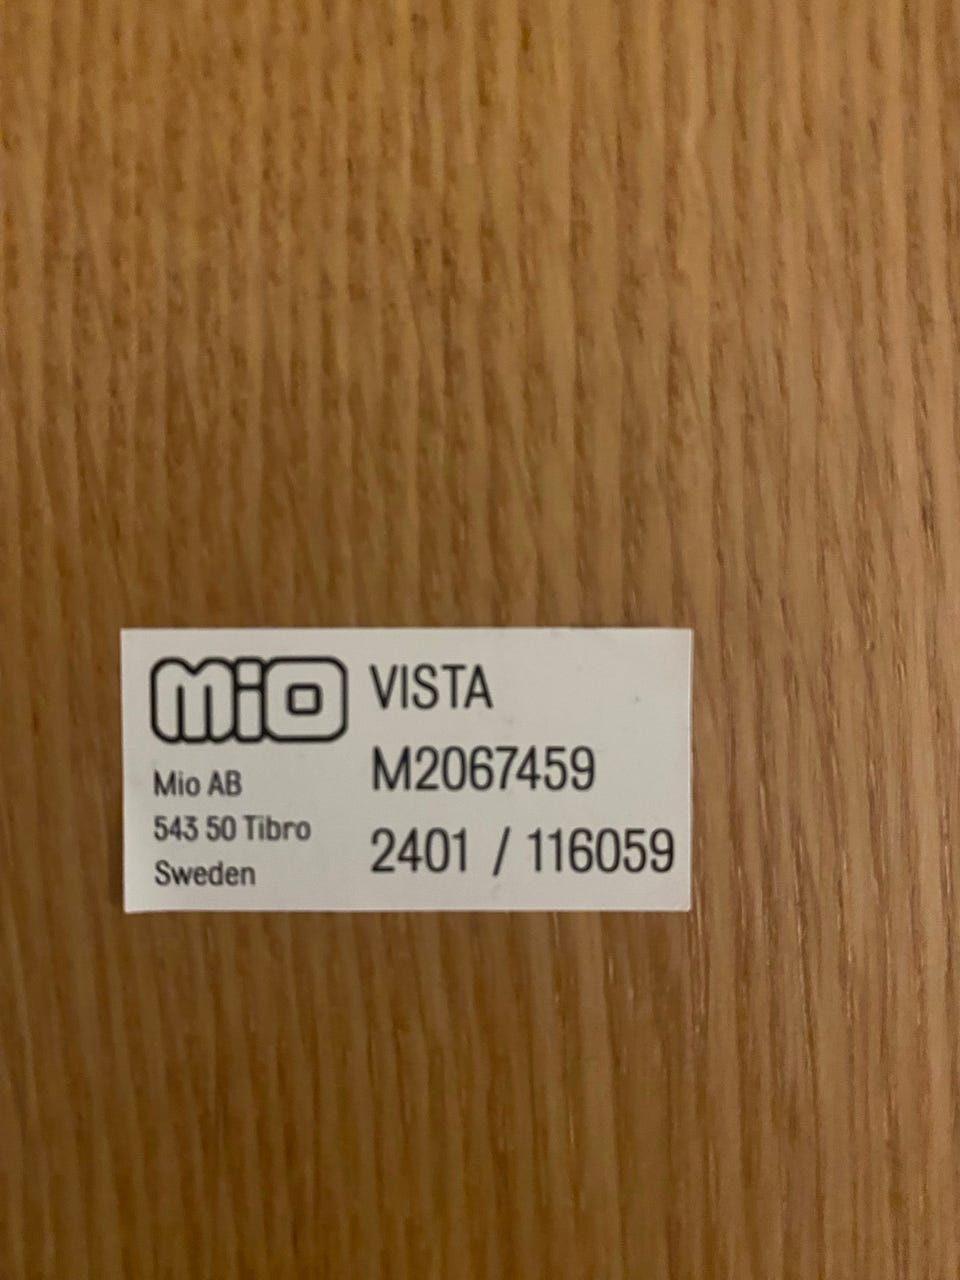 mio
VISTA
M2067459
2401 / 116059
Mio AB
543 50 Tibro
Sweden